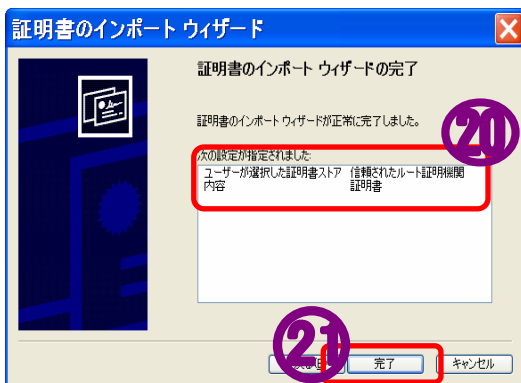 証明書のインポート ウィザード
証明書のインポート ウィザードの完了
証明書のインポート ウィザードが正常に完了しました。
⑳
次の設定が指定されました:
ユーザーが選択した証明書ストア 信頼されたルート証明機関
内容 証明書
㉑
完了
キャンセル